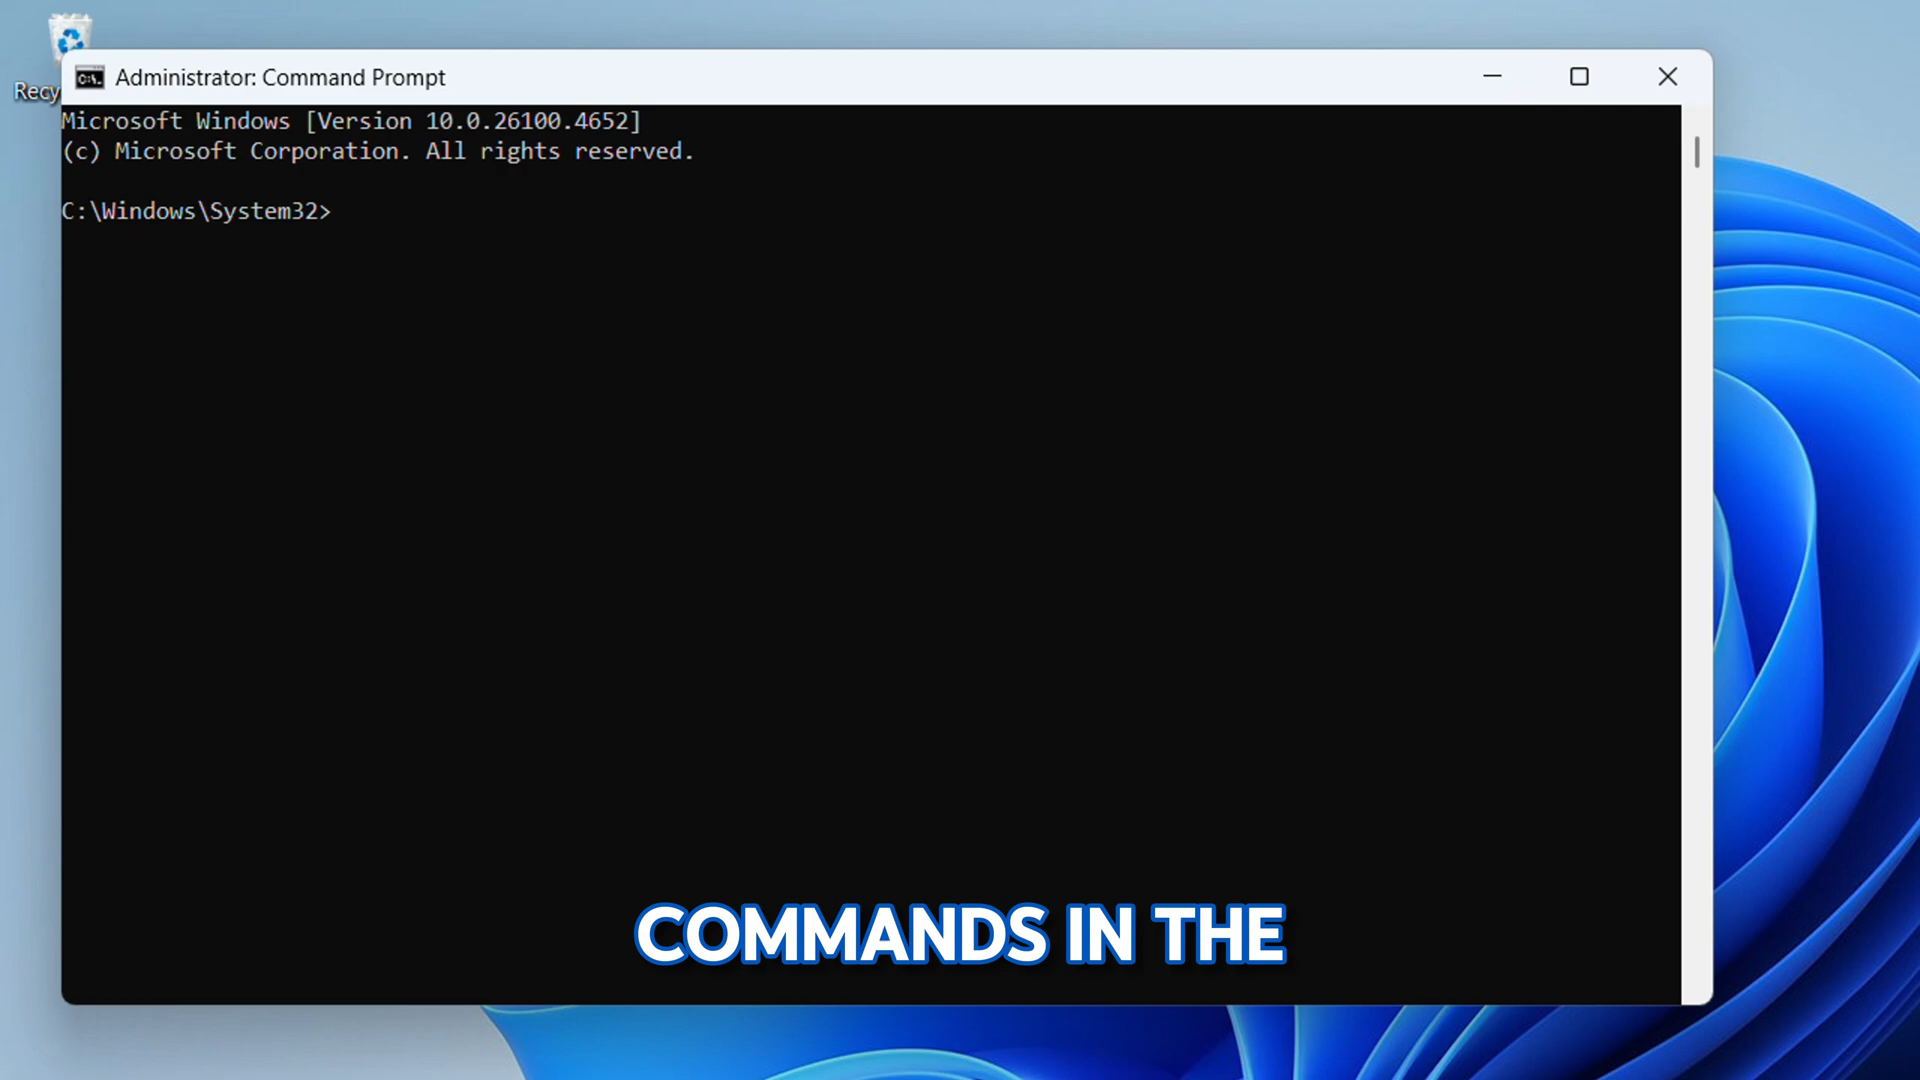 Recy
Administrator: Command Prompt
Microsoft Windows [Version 10.0.26100.4652]
(c) Microsoft Corporation. All rights reserved.
C:\Windows\System32>
COMMANDS IN THE